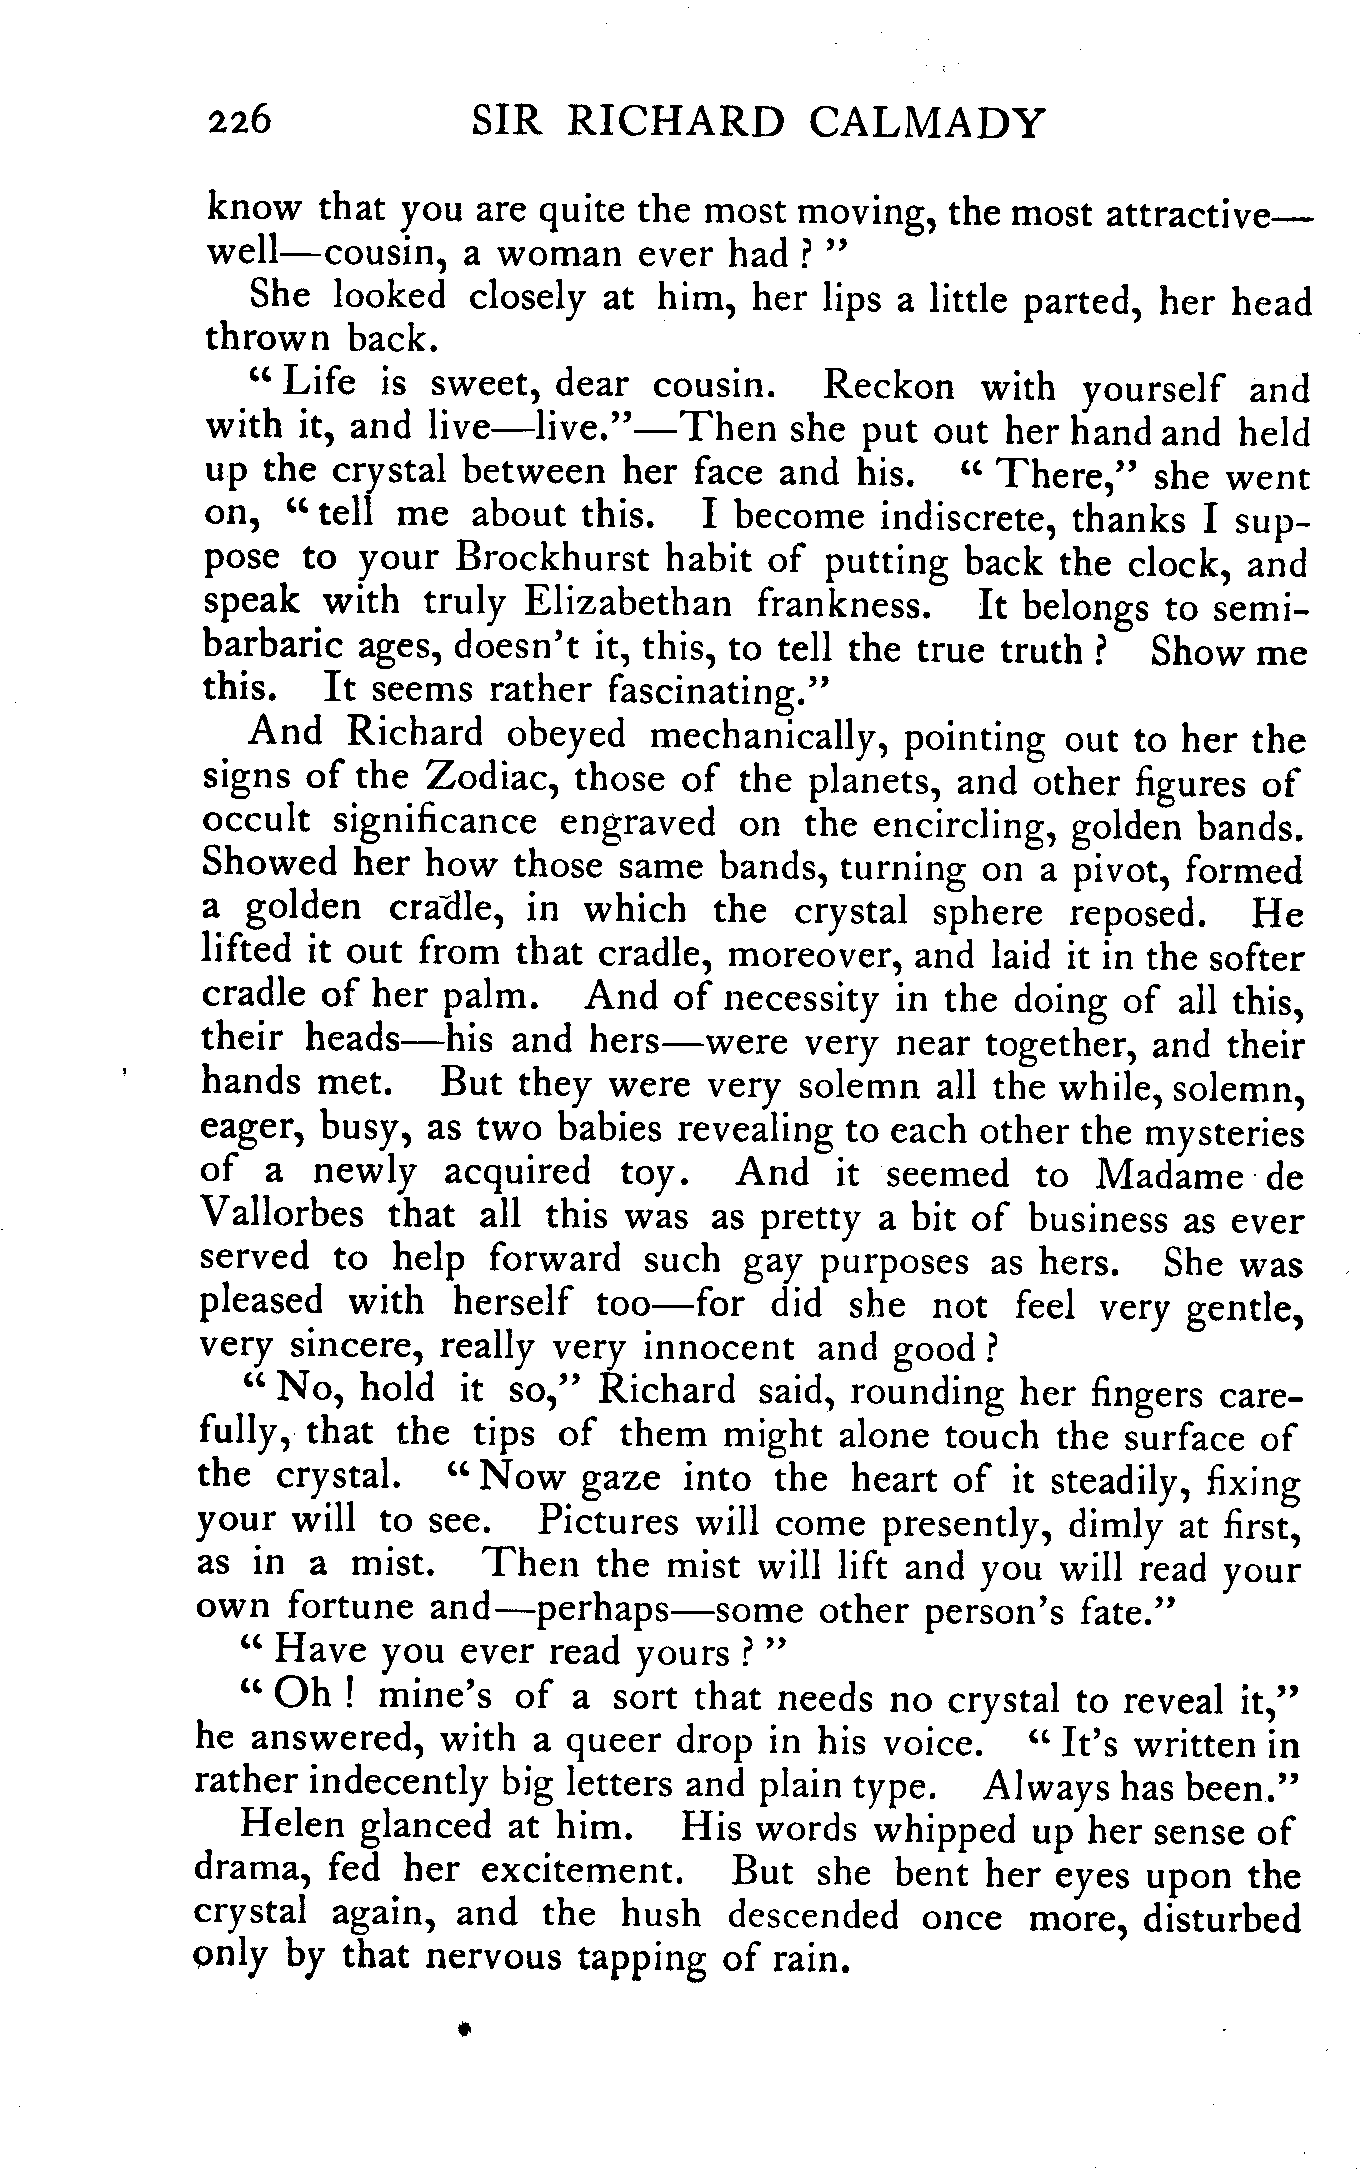 226 SIR RICHARD CALMADY
know that you are quite the most moving, the most attractive—
well—cousin, a woman ever had ? ”
She looked closely at him, her lips a little parted, her head
thrown back.
“ Life is sweet, dear cousin. Reckon with yourself and
with it, and live—live.”—Then she put out her hand and held
up the crystal between her face and his. “ There,” she went
on, “ tell me about this. I become indiscrete, thanks I sup-
pose to your Brockhurst habit of putting back the clock, and
speak with truly Elizabethan frankness. It belongs to semi-
barbaric ages, doesn’t it, this, to tell the true truth ? Show me
this. It seems rather fascinating.”
And Richard obeyed mechanically, pointing out to her the
signs of the Zodiac, those of the planets, and other figures of
occult significance engraved on the encircling, golden bands.
Showed her how those same bands, turning on a pivot, formed
a golden cradle, in which the crystal sphere reposed. He
lifted it out from that cradle, moreover, and laid it in the softer
cradle of her palm. And of necessity in the doing of all this,
their heads—his and hers—were very near together, and their
hands met. But they were very solemn all the while, solemn,
eager, busy, as two babies revealing to each other the mysteries
of a newly acquired toy. And it seemed to Madame de
Vallorbes that all this was as pretty a bit of business as ever
served to help forward such gay purposes as hers. She was
pleased with herself too—for did she not feel very gentle,
very sincere, really very innocent and good ?
“ No, hold it so,” Richard said, rounding her fingers care-
fully, that the tips of them might alone touch the surface of
the crystal. “ Now gaze into the heart of it steadily, fixing
your will to see. Pictures will come presently, dimly at first,
as in a mist. Then the mist will lift and you will read your
own fortune and—perhaps—some other person’s fate.”
“ Have you ever read yours ? ”
“ Oh ! mine’s of a sort that needs no crystal to reveal it,”
he answered, with a queer drop in his voice. “ It’s written in
rather indecently big letters and plain type. Always has been.”
Helen glanced at him. His words whipped up her sense of
drama, fed her excitement. But she bent her eyes upon the
crystal again, and the hush descended once more, disturbed
only by that nervous tapping of rain.